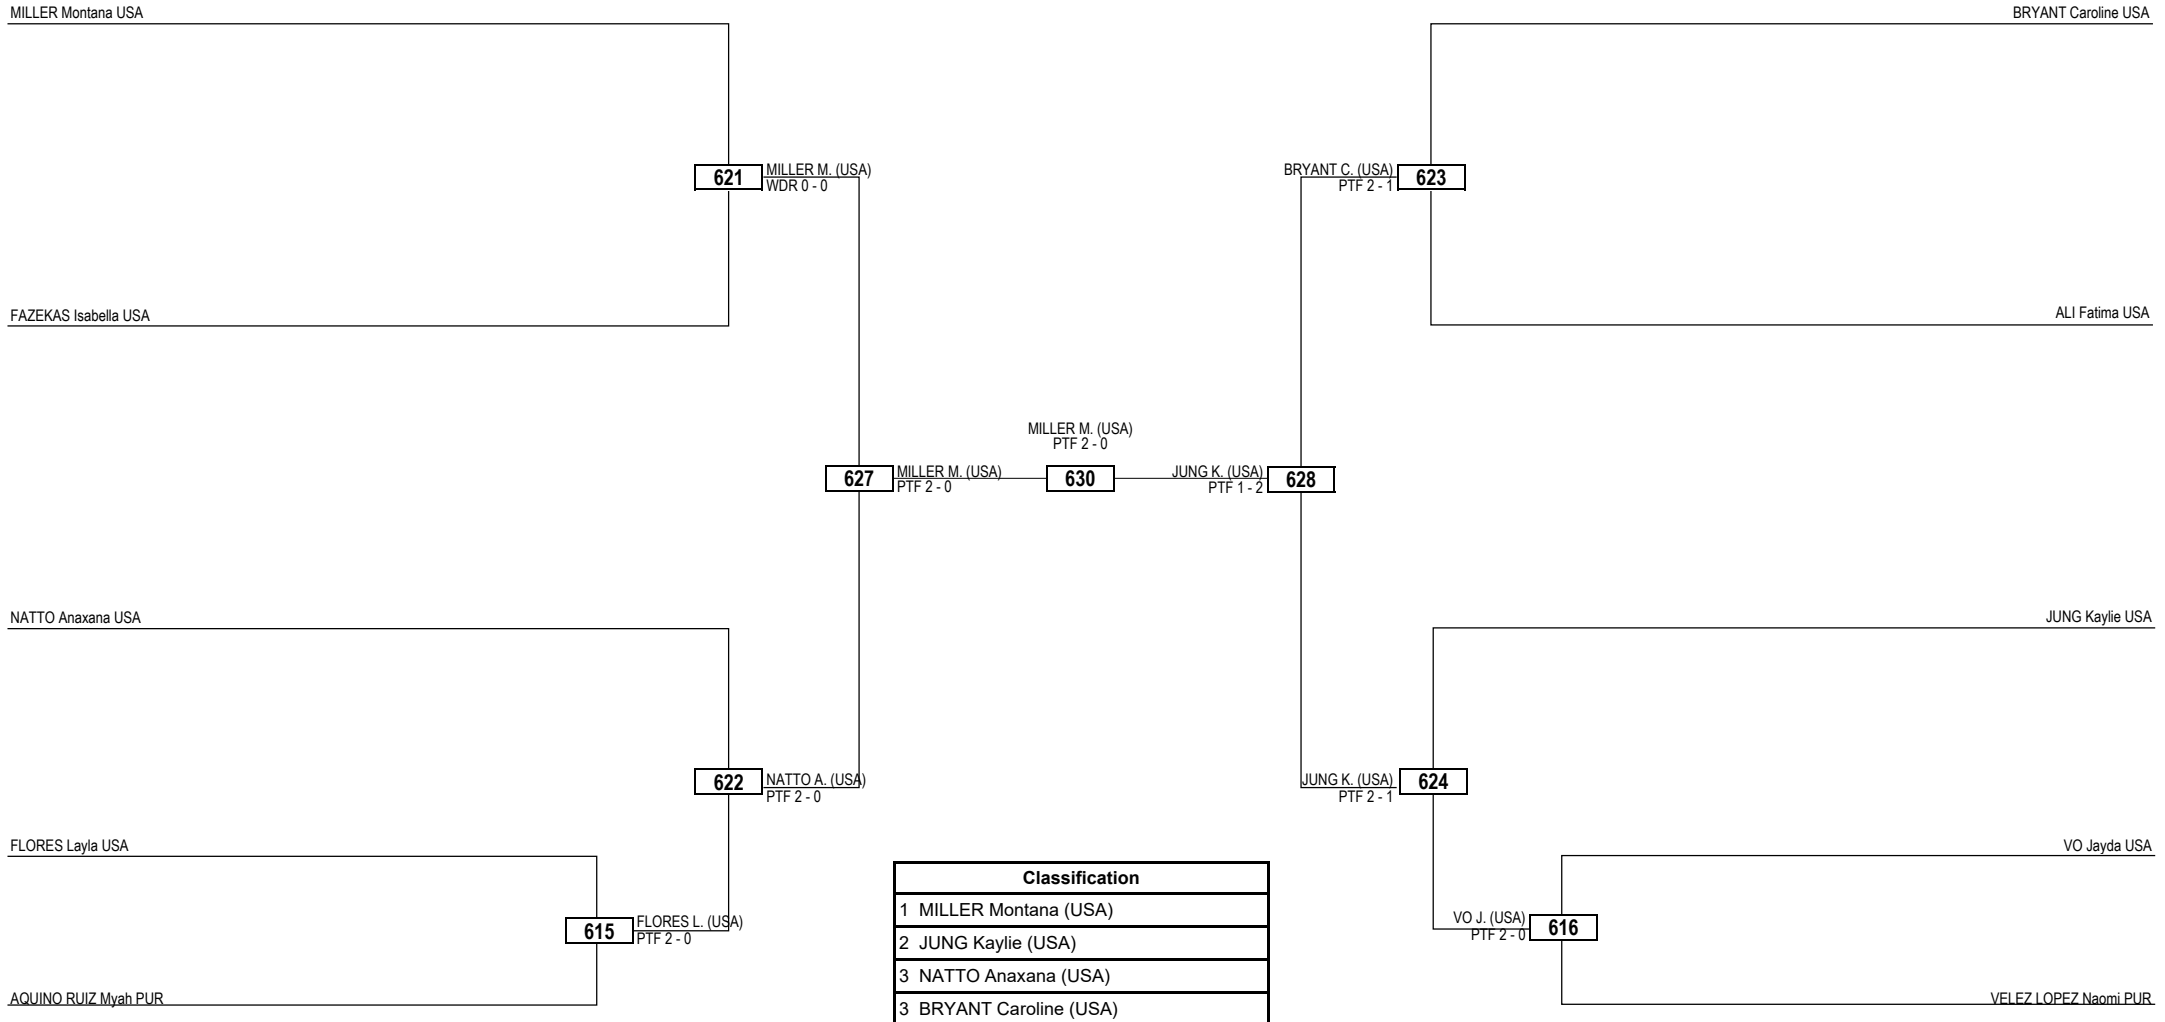 MILLER Montana USA
BRYANT Caroline USA
621
MILLER M. (USA)
WDR 0 - 0
BRYANT C. (USA)
PTF 2 - 1
623
FAZEKAS Isabella USA
ALI Fatima USA
MILLER M. (USA)
PTF 2 - 0
627
MILLER M. (USA)
PTF 2 - 0
630
JUNG K. (USA)
PTF 1 - 2
628
NATTO Anaxana USA
JUNG Kaylie USA
622
NATTO A. (USA)
PTF 2 - 0
JUNG K. (USA)
PTF 2 - 1
624
FLORES Layla USA
VO Jayda USA
615
FLORES L. (USA)
PTF 2 - 0
VO J. (USA)
PTF 2 - 0
616
AQUINO RUIZ Myah PUR
VELEZ LOPEZ Naomi PUR
Classification
1 MILLER Montana (USA)
2 JUNG Kaylie (USA)
3 NATTO Anaxana (USA)
3 BRYANT Caroline (USA)